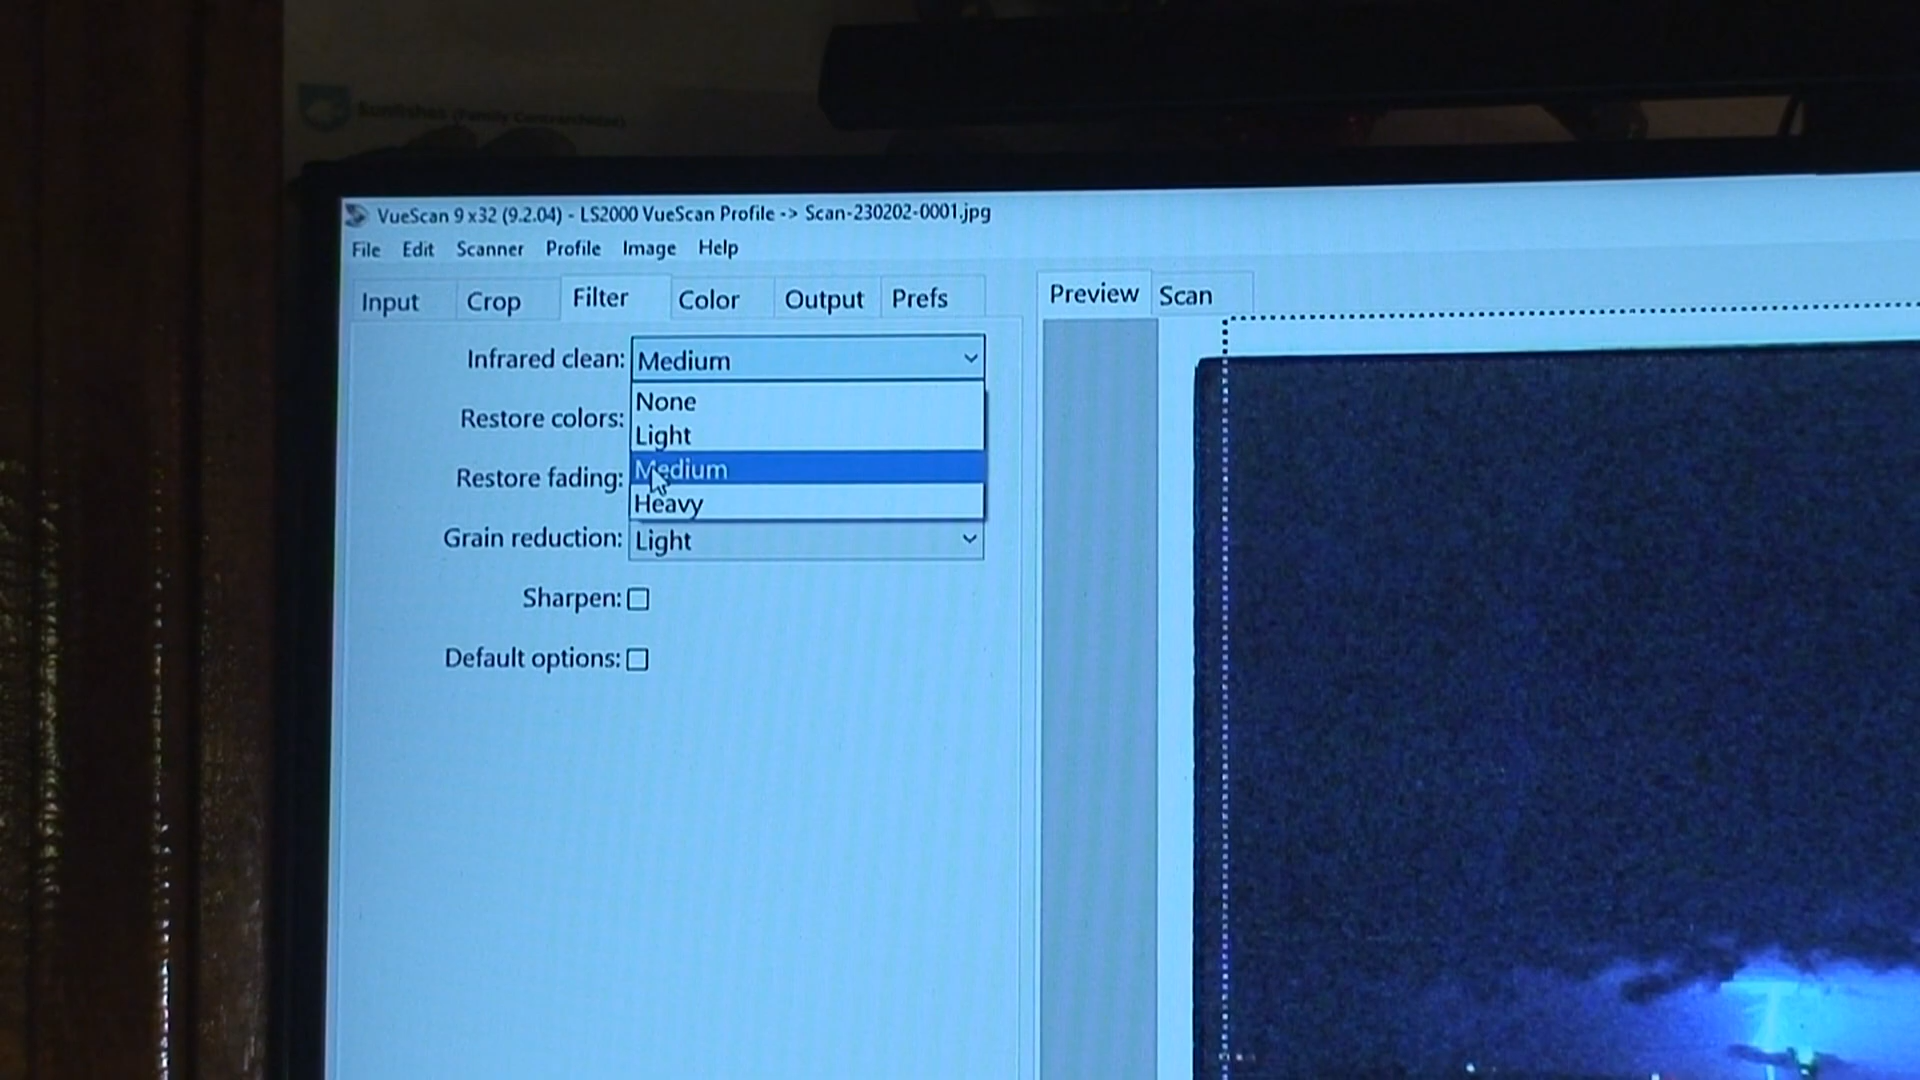 VueScan 9 x32 (9.2.04) - LS2000 VueScan Profile -> Scan-230202-0001.jpg
File Edit Scanner Profile Image Help
Input Crop Filter Color Output Prefs
Preview Scan
Infrared clean: Medium
None
Light
Medium
Heavy
Restore colors:
Restore fading:
Grain reduction: Light
Sharpen:
Default options: